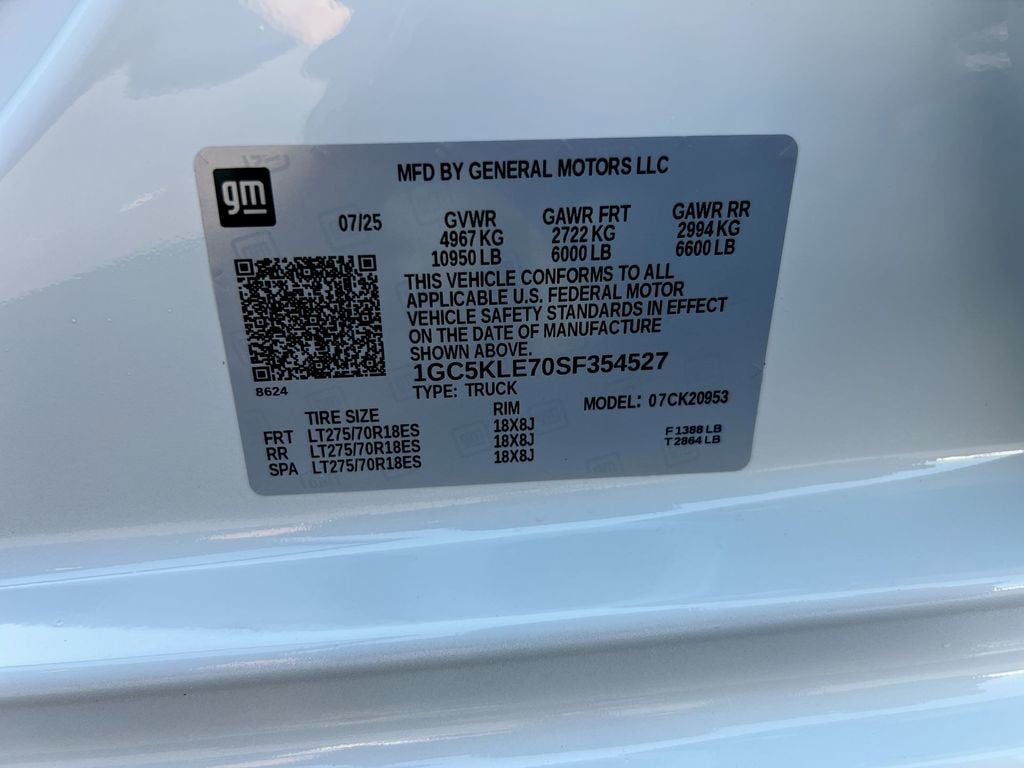 MFD BY GENERAL MOTORS LLC
gm
07/25 GVWR GAWR FRT GAWR RR
4967 KG 2722 KG 2994 KG
10950 LB 6000 LB 6600 LB
THIS VEHICLE CONFORMS TO ALL
APPLICABLE U.S. FEDERAL MOTOR
VEHICLE SAFETY STANDARDS IN EFFECT
ON THE DATE OF MANUFACTURE
SHOWN ABOVE.
1GC5KLE70SF354527
8624
TYPE: TRUCK
MODEL: 07CK20953
TIRE SIZE RIM
FRT LT275/70R18ES 18X8J
RR LT275/70R18ES 18X8J
SPA LT275/70R18ES 18X8J
F 1388 LB
T 2864 LB